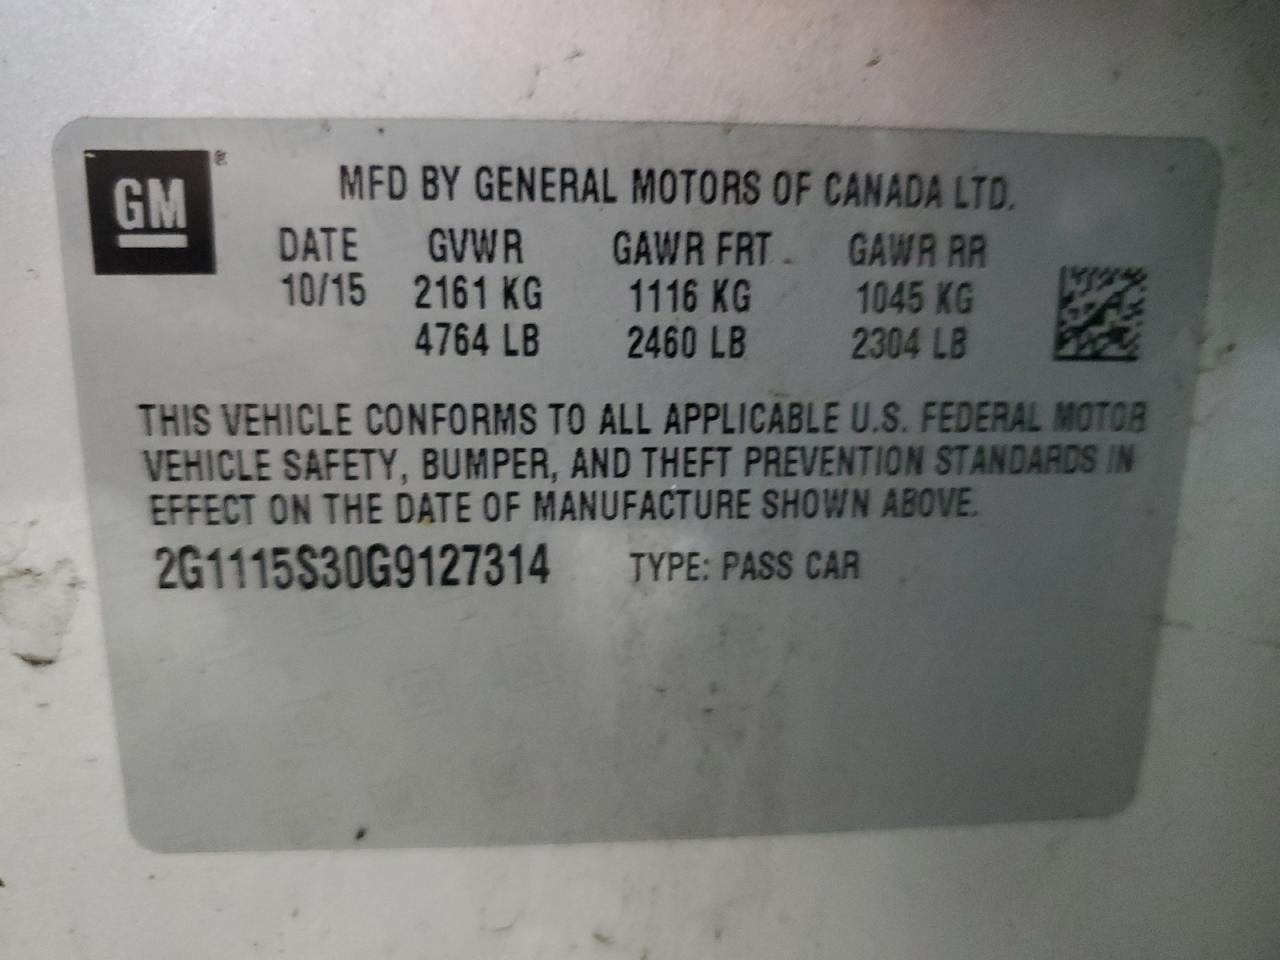 GM®
MFD BY GENERAL MOTORS OF CANADA LTD.
DATE GVWR GAWR FRT GAWR RR
10/15 2161 KG 1116 KG 1045 KG
4764 LB 2460 LB 2304 LB
THIS VEHICLE CONFORMS TO ALL APPLICABLE U.S. FEDERAL MOTOR
VEHICLE SAFETY, BUMPER, AND THEFT PREVENTION STANDARDS IN
EFFECT ON THE DATE OF MANUFACTURE SHOWN ABOVE.
2G1115S30G9127314 TYPE: PASS CAR